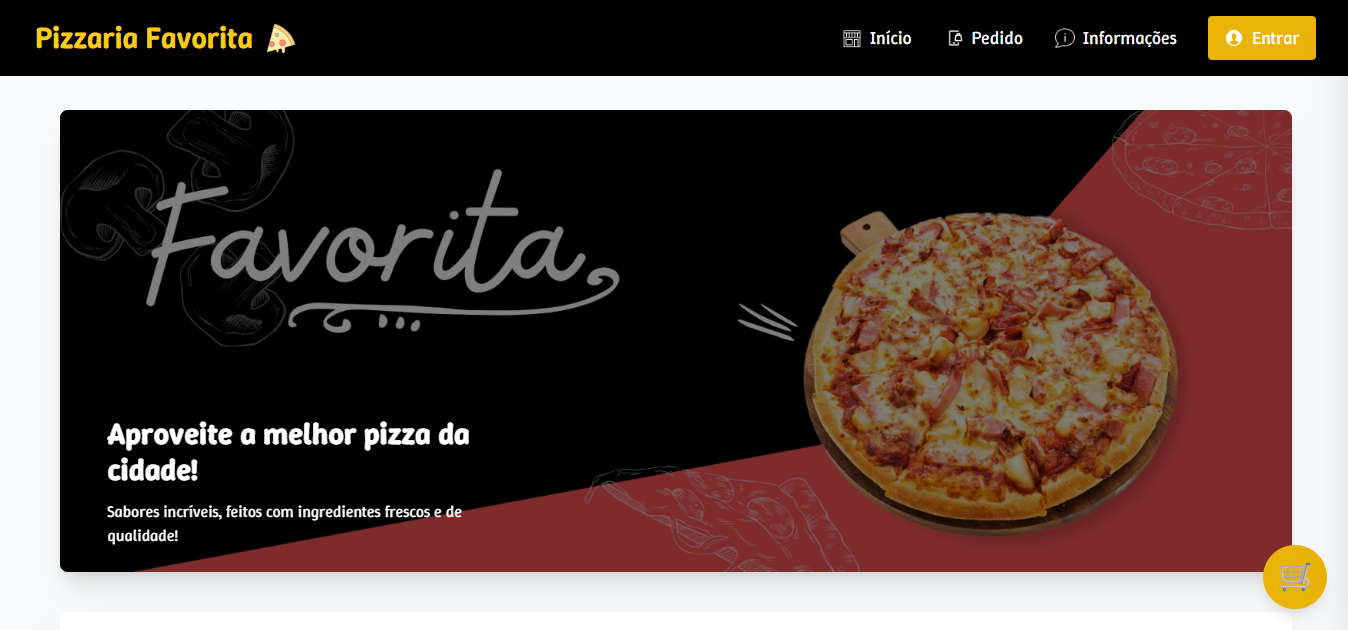 Pizzaria Favorita
Início
Pedido
Informações
Entrar
Favorita
Aproveite a melhor pizza da
cidade!
Sabores incríveis, feitos com ingredientes frescos e de
qualidade!